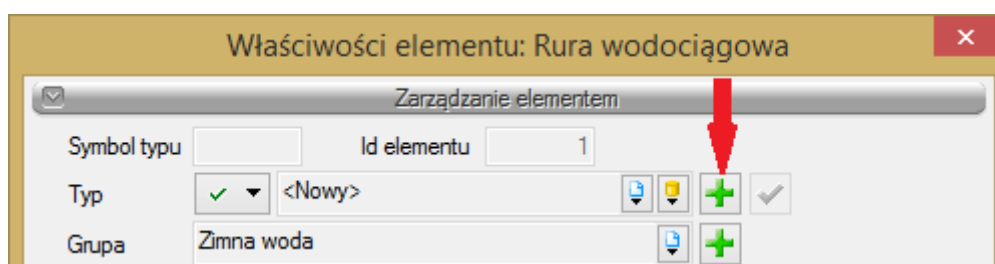 Właściwości elementu: Rura wodociągowa
Zarządzanie elementem
Symbol typu Id elementu 1
Typ <Nowy>
Grupa Zimna woda